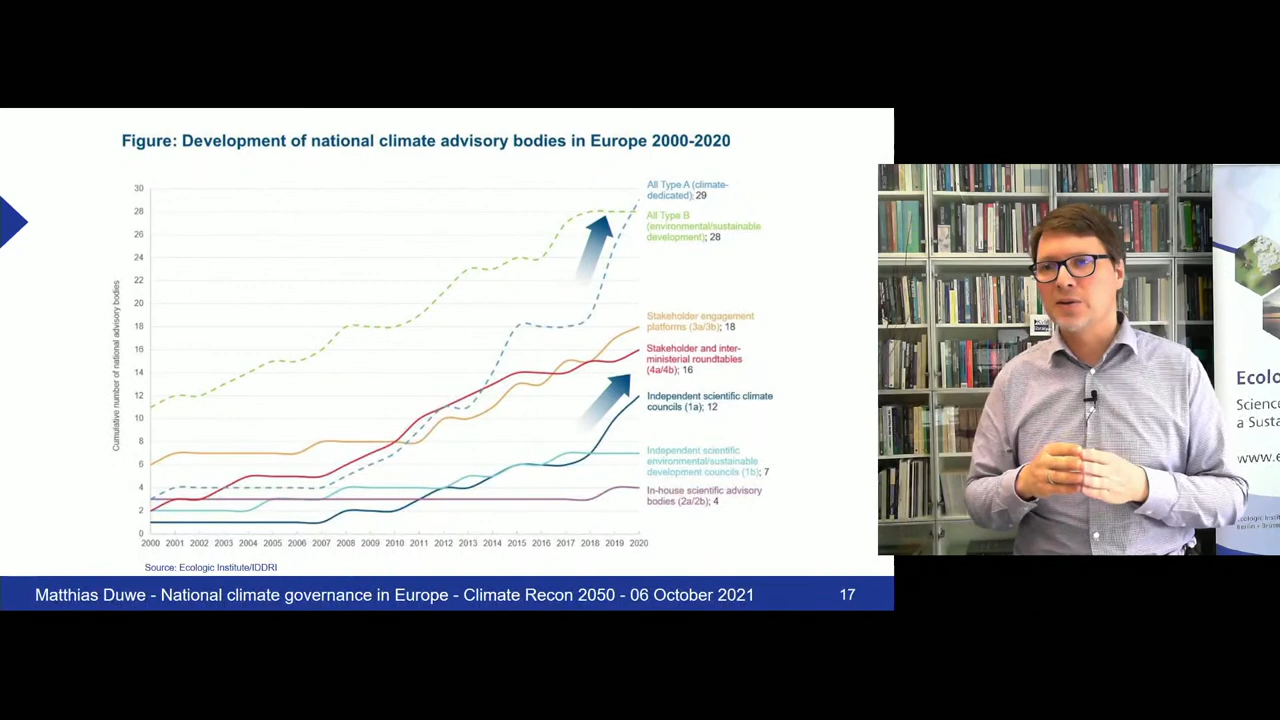 Figure: Development of national climate advisory bodies in Europe 2000-2020
Cumulative number of national advisory bodies
30
28
26
24
22
20
18
16
14
12
10
8
6
4
2
0
2000 2001 2002 2003 2004 2005 2006 2007 2008 2009 2010 2011 2012 2013 2014 2015 2016 2017 2018 2019 2020
All Type A (climate-
dedicated); 29
All Type B
(environmental/sustainable
development); 28
Stakeholder engagement
platforms (3a/3b); 18
Stakeholder and inter-
ministerial roundtables
(4a/4b); 16
Independent scientific climate
councils (1a); 12
Independent scientific
environmental/sustainable
development councils (1b); 7
In-house scientific advisory
bodies (2a/2b); 4
Source: Ecologic Institute/IDDRI
Matthias Duwe - National climate governance in Europe - Climate Recon 2050 - 06 October 2021
17
Ecolo
Science
a Susta
www.e